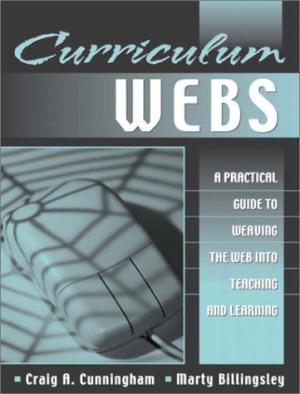 Curriculum
WEBS
A PRACTICAL
GUIDE TO
WEAVING
THE WEB INTO
TEACHING
AND LEARNING
▪ Craig A. Cunningham ▪ Marty Billingsley